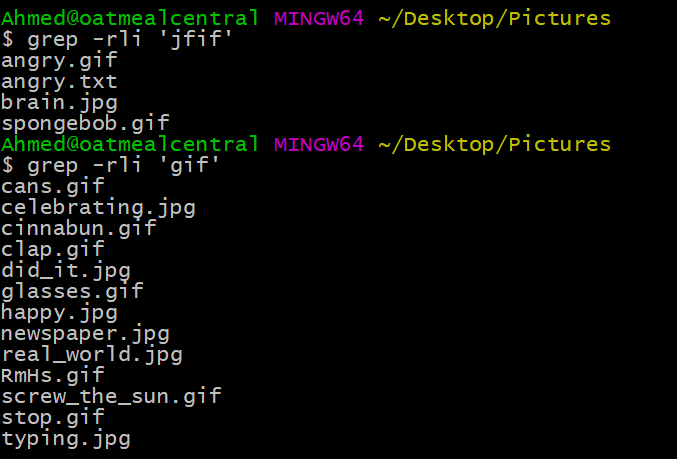 Ahmed@oatmealcentral MINGW64 ~/Desktop/Pictures
$ grep -rli 'jfif'
angry.gif
angry.txt
brain.jpg
spongebob.gif
Ahmed@oatmealcentral MINGW64 ~/Desktop/Pictures
$ grep -rli 'gif'
cans.gif
celebrating.jpg
cinnabun.gif
clap.gif
did_it.jpg
glasses.gif
happy.jpg
newspaper.jpg
real_world.jpg
RmHs.gif
screw_the_sun.gif
stop.gif
typing.jpg